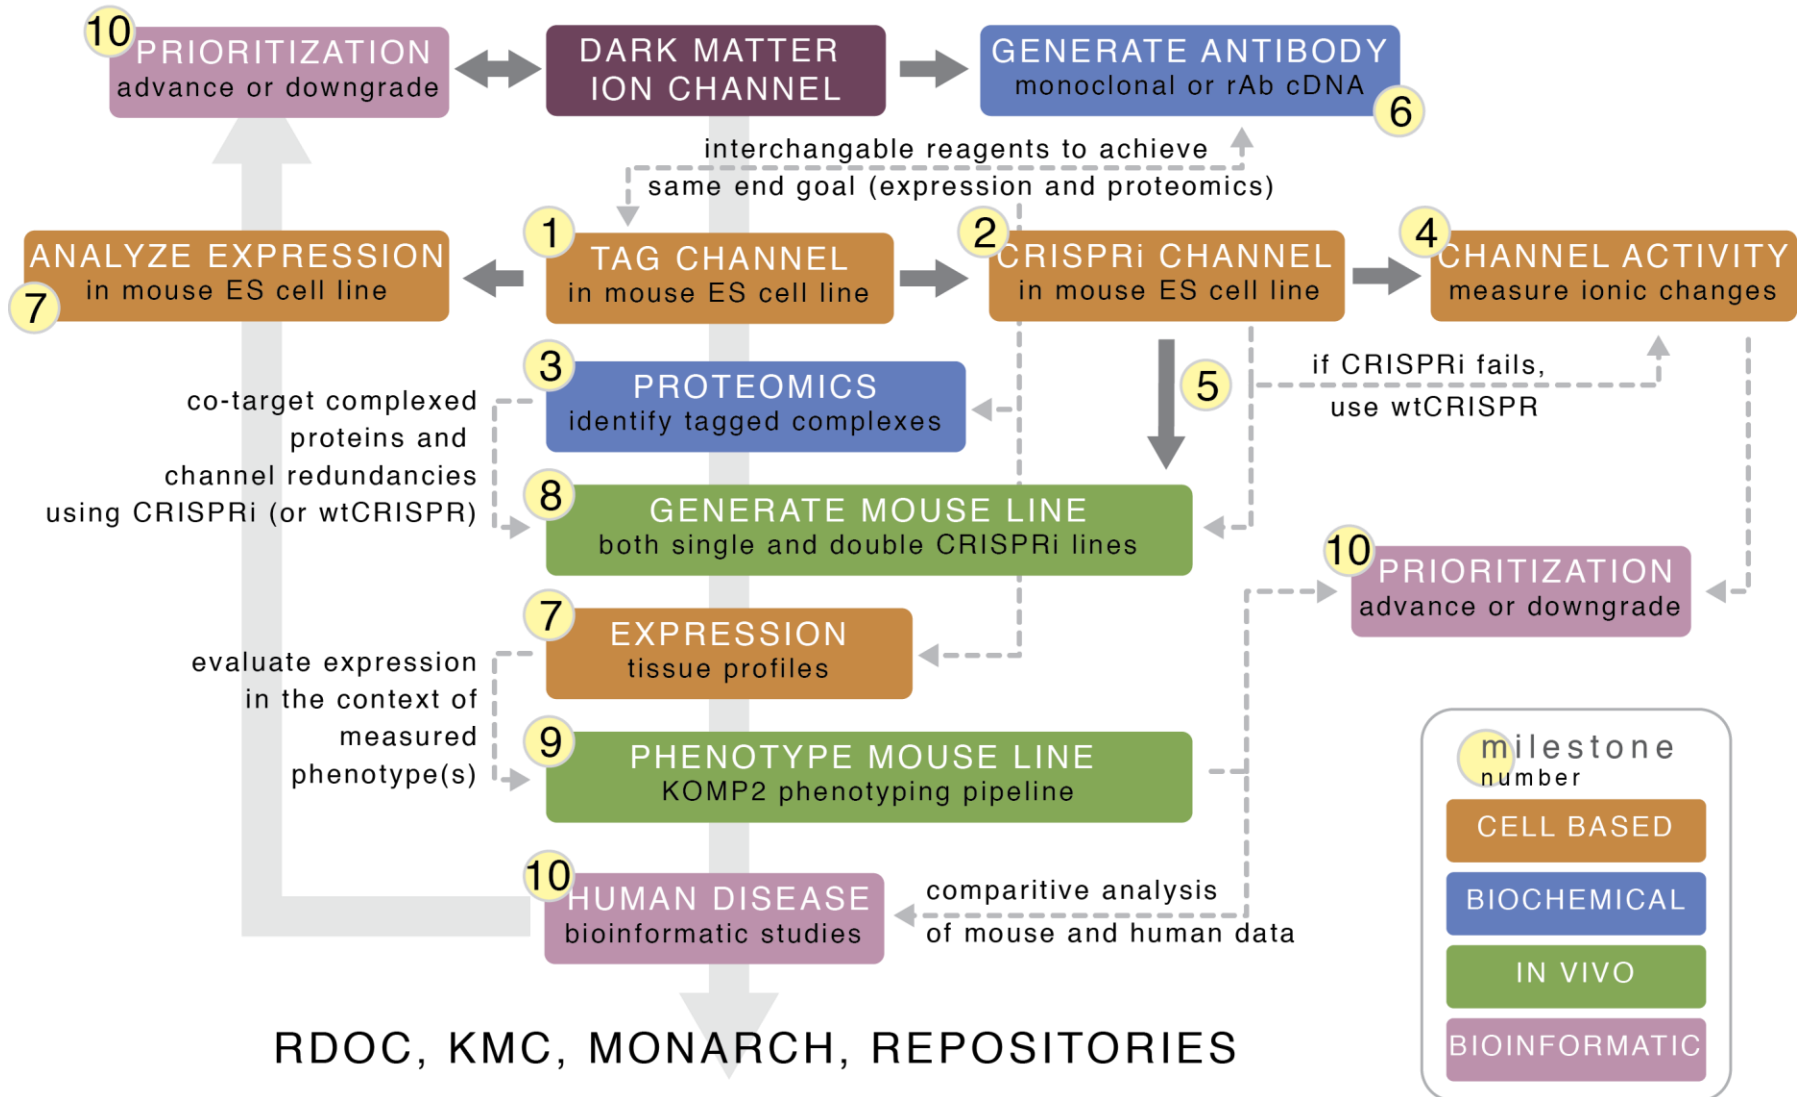 10
PRIORITIZATION
advance or downgrade
DARK MATTER
ION CHANNEL
GENERATE ANTIBODY
monoclonal or rAb cDNA
6
interchangable reagents to achieve
same end goal (expression and proteomics)
ANALYZE EXPRESSION
in mouse ES cell line
7
1
TAG CHANNEL
in mouse ES cell line
2
CRISPRi CHANNEL
in mouse ES cell line
4
CHANNEL ACTIVITY
measure ionic changes
3
PROTEOMICS
identify tagged complexes
5
if CRISPRi fails,
use wtCRISPR
co-target complexed
proteins and
channel redundancies
using CRISPRi (or wtCRISPR)
8
GENERATE MOUSE LINE
both single and double CRISPRi lines
10
PRIORITIZATION
advance or downgrade
7
EXPRESSION
tissue profiles
evaluate expression
in the context of
measured
phenotype(s)
9
PHENOTYPE MOUSE LINE
KOMP2 phenotyping pipeline
10
HUMAN DISEASE
bioinformatic studies
comparitive analysis
of mouse and human data
RDOC, KMC, MONARCH, REPOSITORIES
milestone
number
CELL BASED
BIOCHEMICAL
IN VIVO
BIOINFORMATIC